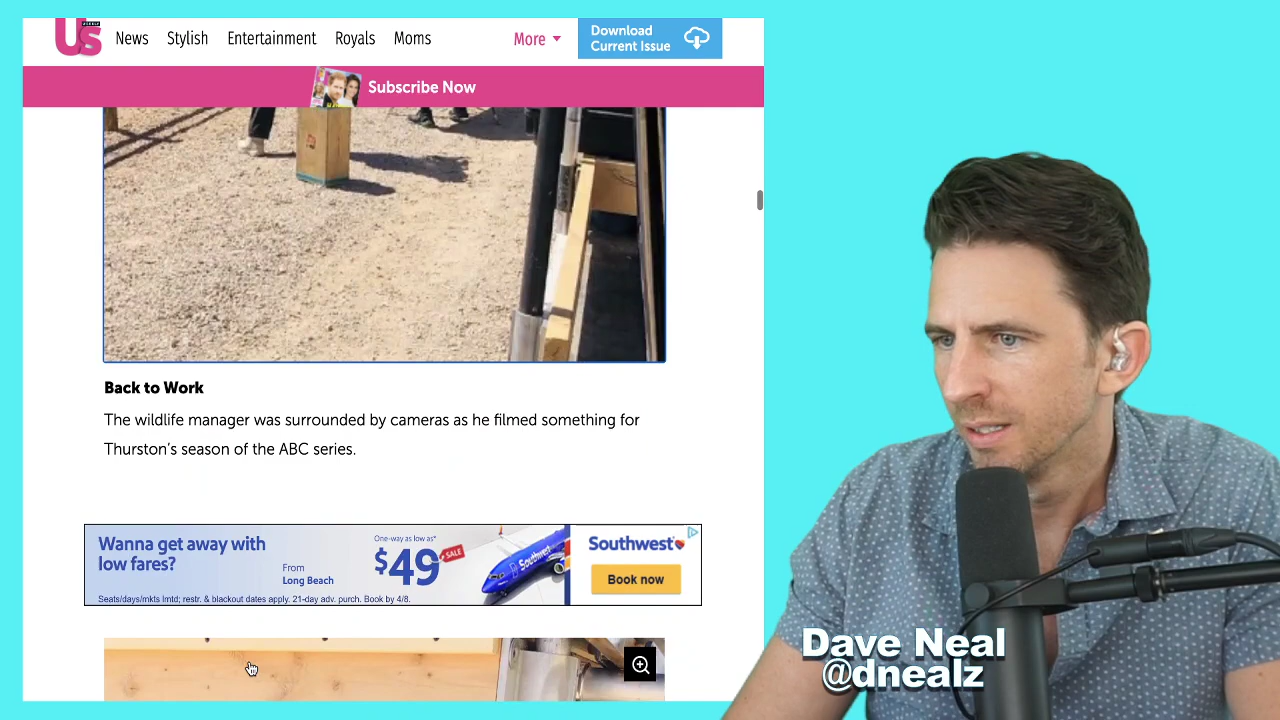 Us
WEEKLY
News Stylish Entertainment Royals Moms More
Download
Current Issue
Subscribe Now
Back to Work
The wildlife manager was surrounded by cameras as he filmed something for
Thurston's season of the ABC series.
Wanna get away with
low fares?
From
Long Beach
One-way as low as*
$49
SALE
Southwest
Southwest
Book now
Seats/days/mkts lmtd; restr. & blackout dates apply. 21-day adv. purch. Book by 4/8.
Dave Neal
@dnealz